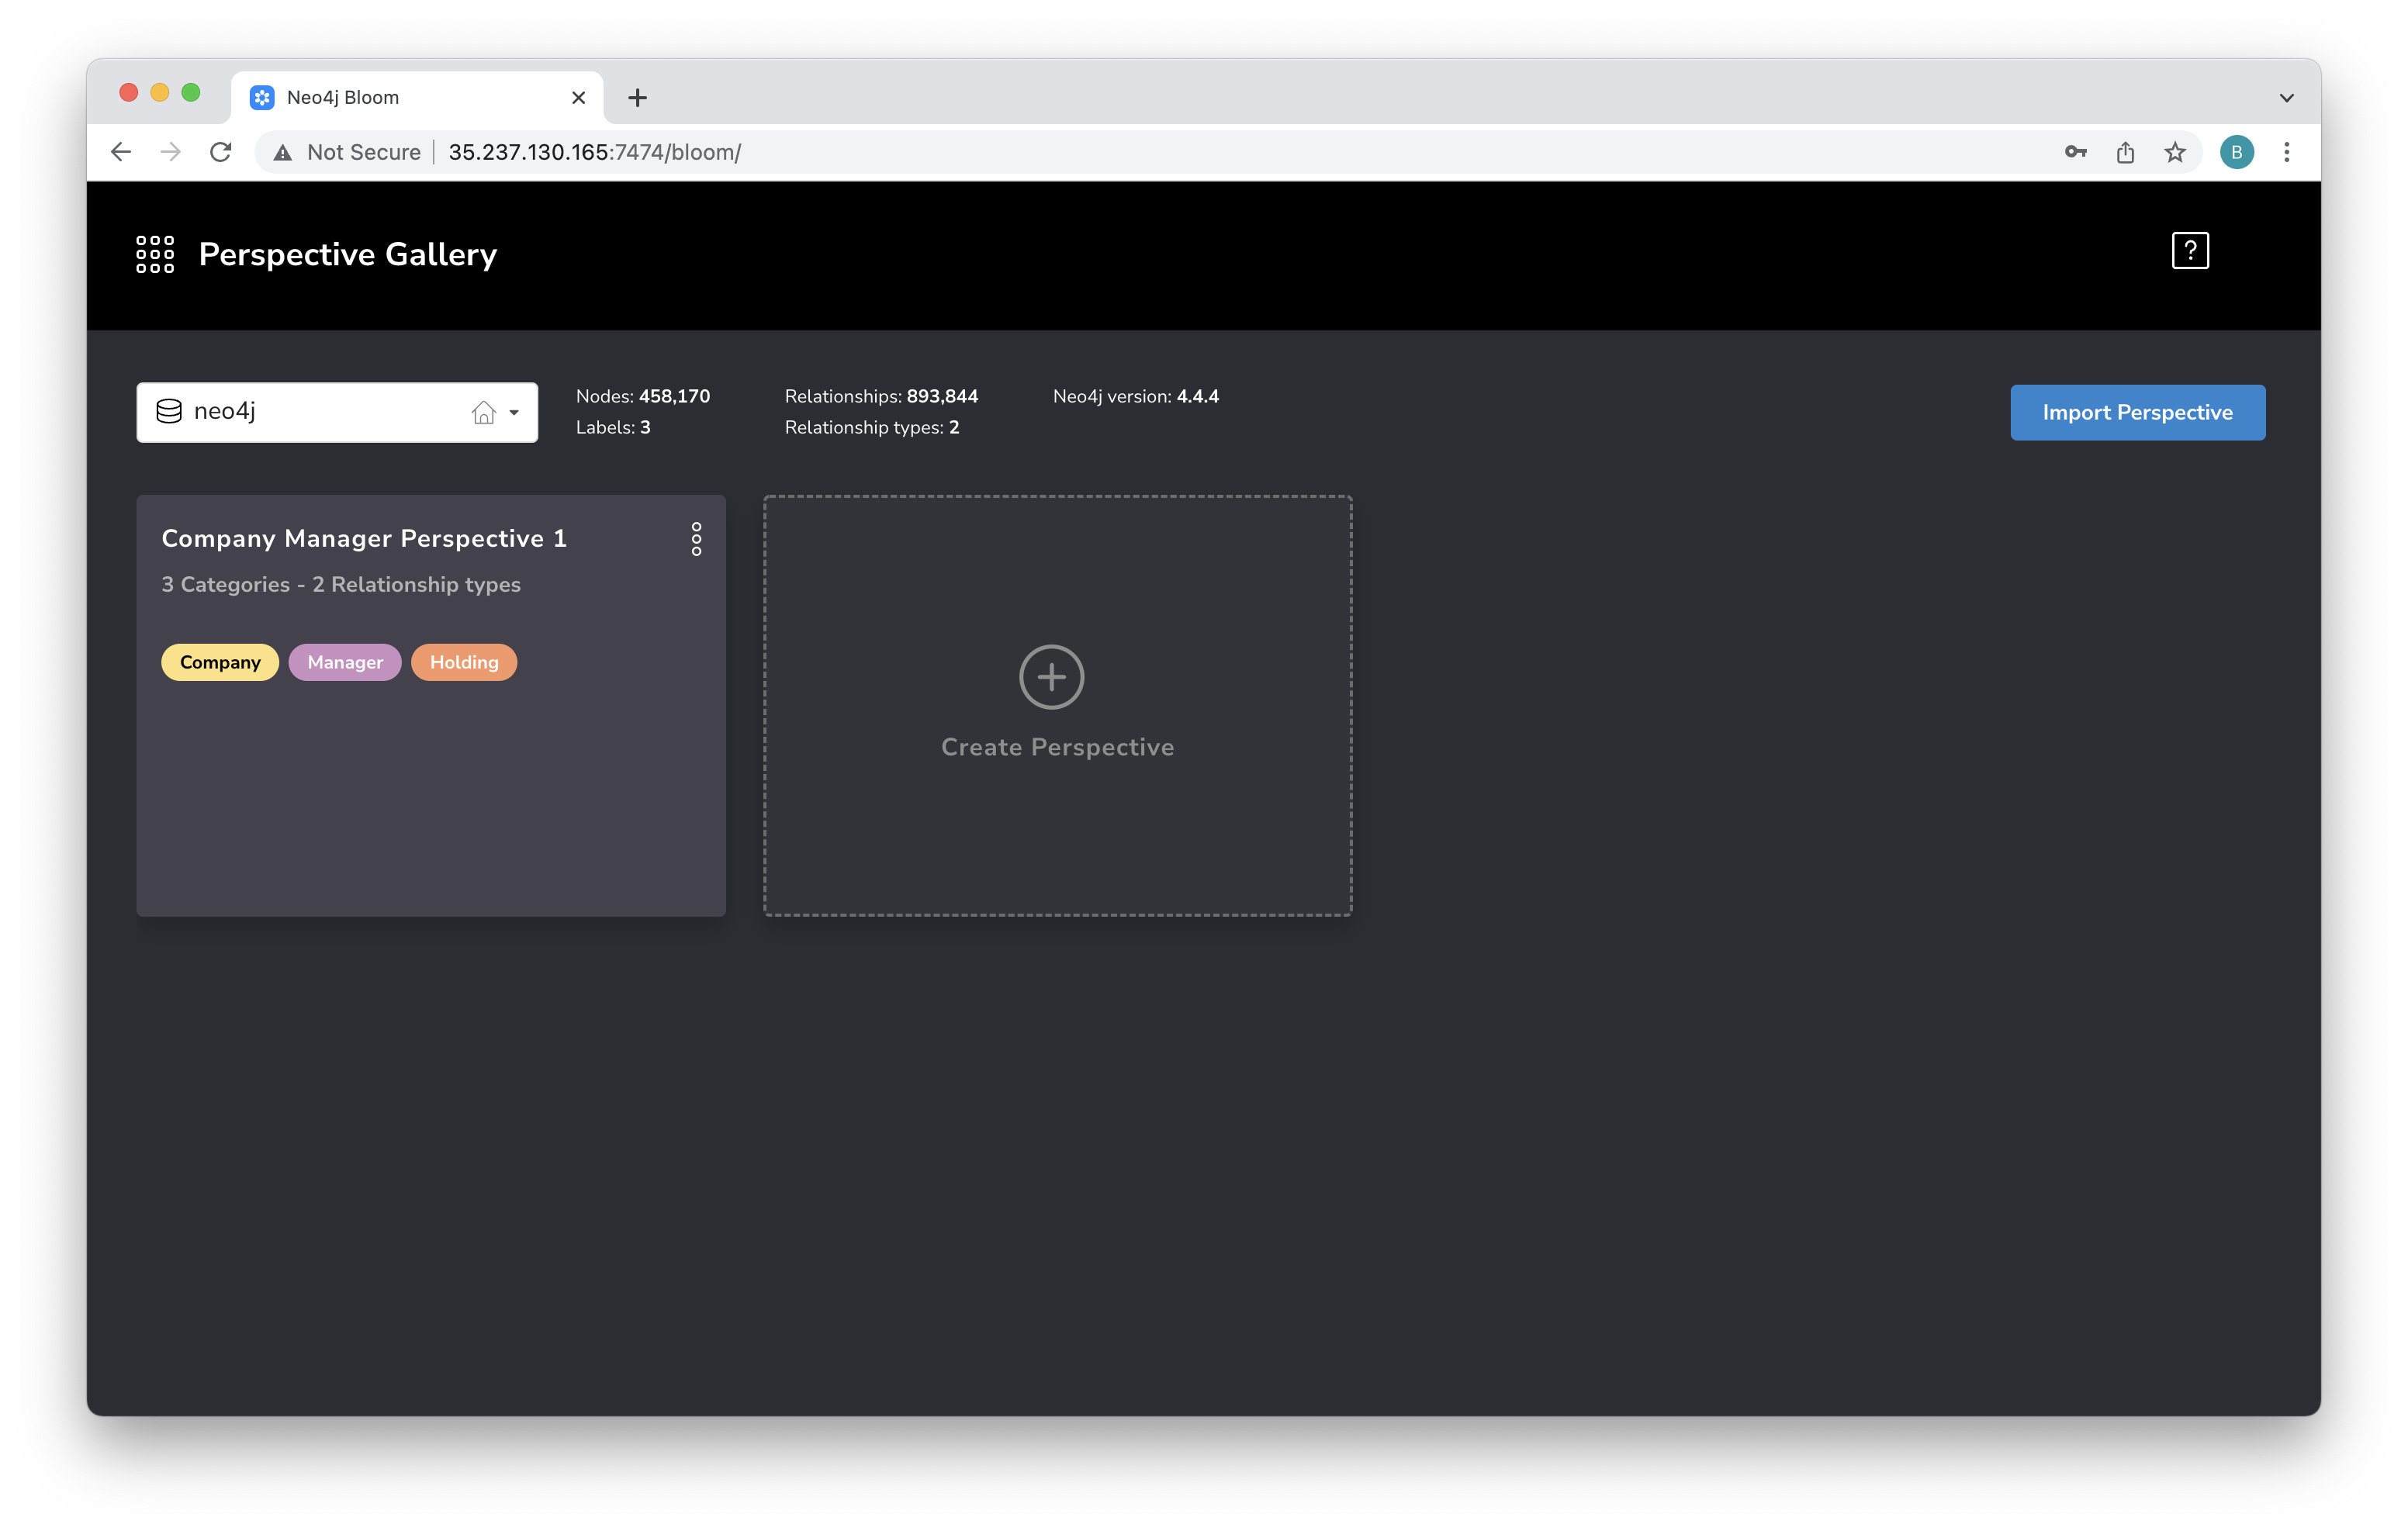 Neo4j Bloom
Not Secure 35.237.130.165:7474/bloom/
B
Perspective Gallery
?
neo4j
Nodes: 458,170 Relationships: 893,844 Neo4j version: 4.4.4
Labels: 3 Relationship types: 2
Import Perspective
Company Manager Perspective 1
3 Categories - 2 Relationship types
Company Manager Holding
Create Perspective